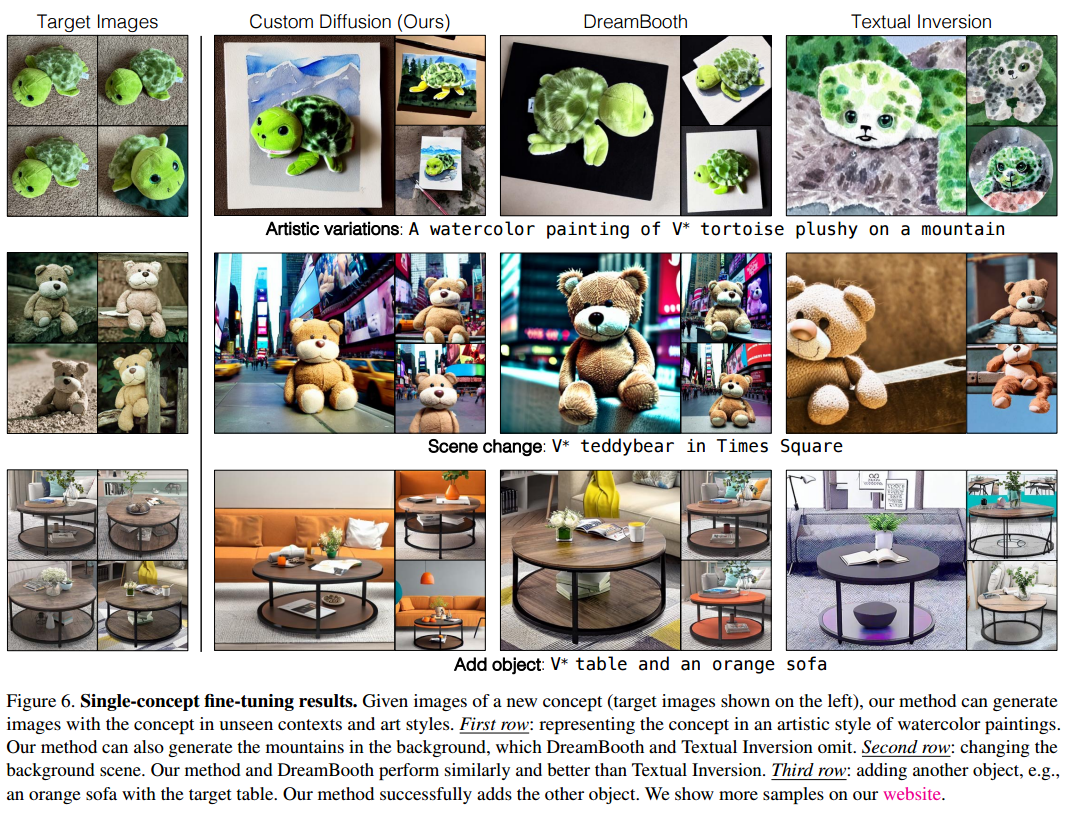 Target Images
Custom Diffusion (Ours)
DreamBooth
Textual Inversion
Artistic variations: A watercolor painting of V* tortoise plushy on a mountain
Scene change: V* teddybear in Times Square
Add object: V* table and an orange sofa
Figure 6. Single-concept fine-tuning results. Given images of a new concept (target images shown on the left), our method can generate
images with the concept in unseen contexts and art styles. First row: representing the concept in an artistic style of watercolor paintings.
Our method can also generate the mountains in the background, which DreamBooth and Textual Inversion omit. Second row: changing the
background scene. Our method and DreamBooth perform similarly and better than Textual Inversion. Third row: adding another object, e.g.,
an orange sofa with the target table. Our method successfully adds the other object. We show more samples on our website.